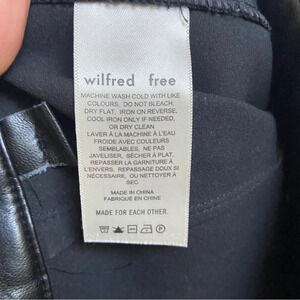 wilfred free
MACHINE WASH COLD WITH LIKE
COLOURS, DO NOT BLEACH,
DRY FLAT, IRON ON REVERSE,
COOL IRON ONLY IF NEEDED,
OR DRY CLEAN
LAVER À LA MACHINE À L'EAU
FROIDE AVEC COULEURS
SEMBLABLES, NE PAS
JAVELISER, SÉCHER À PLAT,
REPASSER LA GARNITURE À
L'ENVERS, REPASSAGE DOUX SI
NÉCESSAIRE, OU NETTOYER À
SEC
MADE IN CHINA
FABRIQUÉ EN CHINE
MADE FOR EACH OTHER.